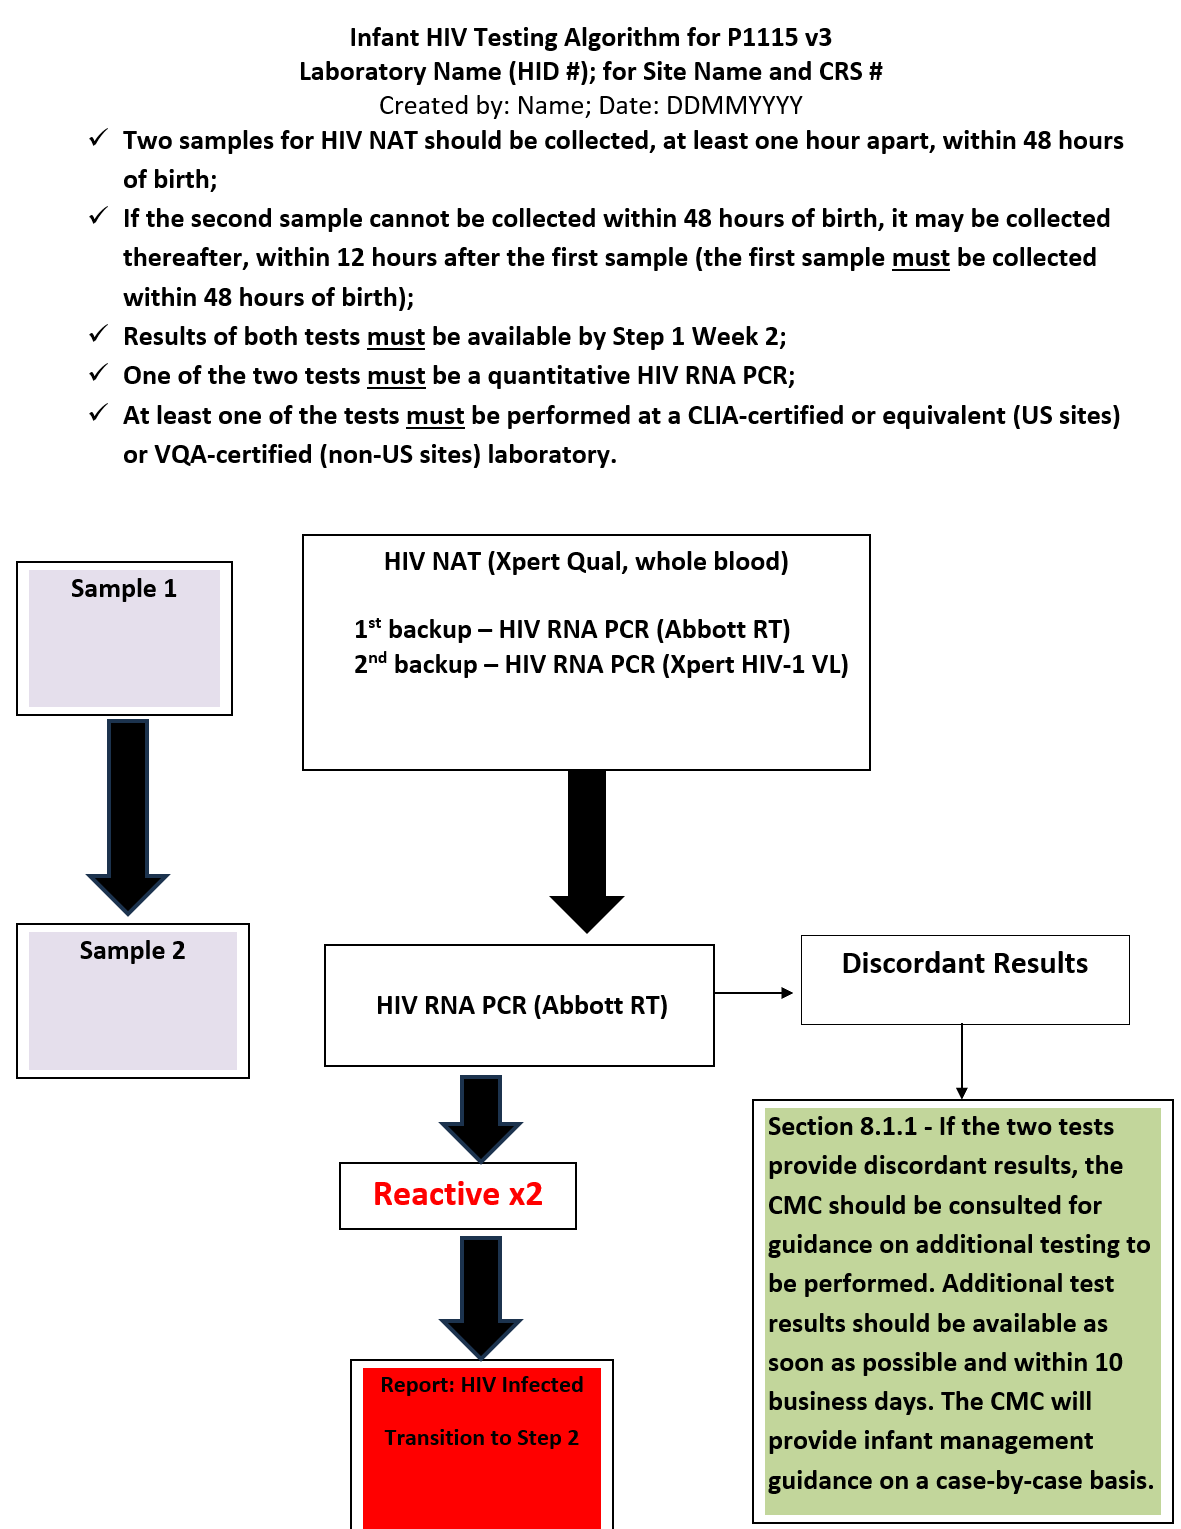 Infant HIV Testing Algorithm for P1115 v3
Laboratory Name (HID #); for Site Name and CRS #
Created by: Name; Date: DDMMYYYY
✓ Two samples for HIV NAT should be collected, at least one hour apart, within 48 hours
of birth;
✓ If the second sample cannot be collected within 48 hours of birth, it may be collected
thereafter, within 12 hours after the first sample (the first sample must be collected
within 48 hours of birth);
✓ Results of both tests must be available by Step 1 Week 2;
✓ One of the two tests must be a quantitative HIV RNA PCR;
✓ At least one of the tests must be performed at a CLIA-certified or equivalent (US sites)
or VQA-certified (non-US sites) laboratory.
Sample 1
HIV NAT (Xpert Qual, whole blood)
1st backup – HIV RNA PCR (Abbott RT)
2nd backup – HIV RNA PCR (Xpert HIV-1 VL)
Sample 2
HIV RNA PCR (Abbott RT)
Discordant Results
Reactive x2
Report: HIV Infected
Transition to Step 2
Section 8.1.1 - If the two tests
provide discordant results, the
CMC should be consulted for
guidance on additional testing to
be performed. Additional test
results should be available as
soon as possible and within 10
business days. The CMC will
provide infant management
guidance on a case-by-case basis.